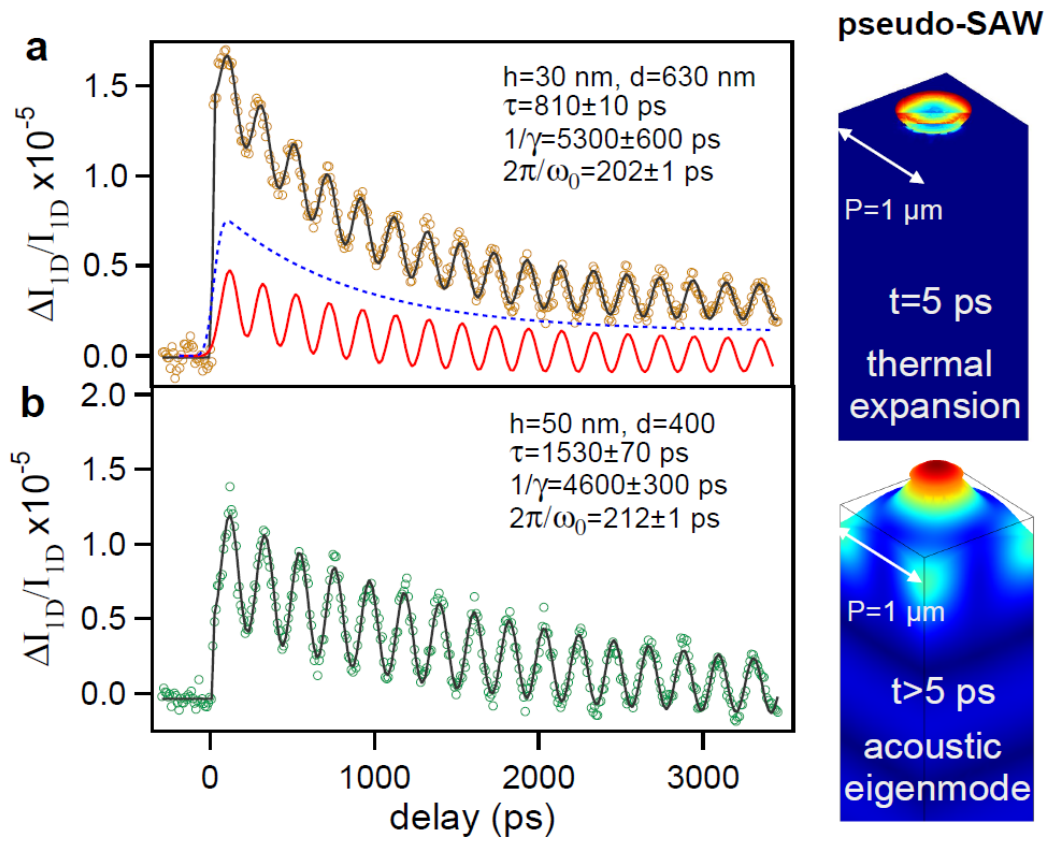 a
ΔI₁D/I₁D x10⁻⁵
1.5
1.0
0.5
0.0
h=30 nm, d=630 nm
τ=810±10 ps
1/γ=5300±600 ps
2π/ω₀=202±1 ps
b
ΔI₁D/I₁D x10⁻⁵
2.0
1.5
1.0
0.5
0.0
h=50 nm, d=400
τ=1530±70 ps
1/γ=4600±300 ps
2π/ω₀=212±1 ps
0 1000 2000 3000
delay (ps)
pseudo-SAW
P=1 µm
t=5 ps
thermal
expansion
P=1 µm
t>5 ps
acoustic
eigenmode